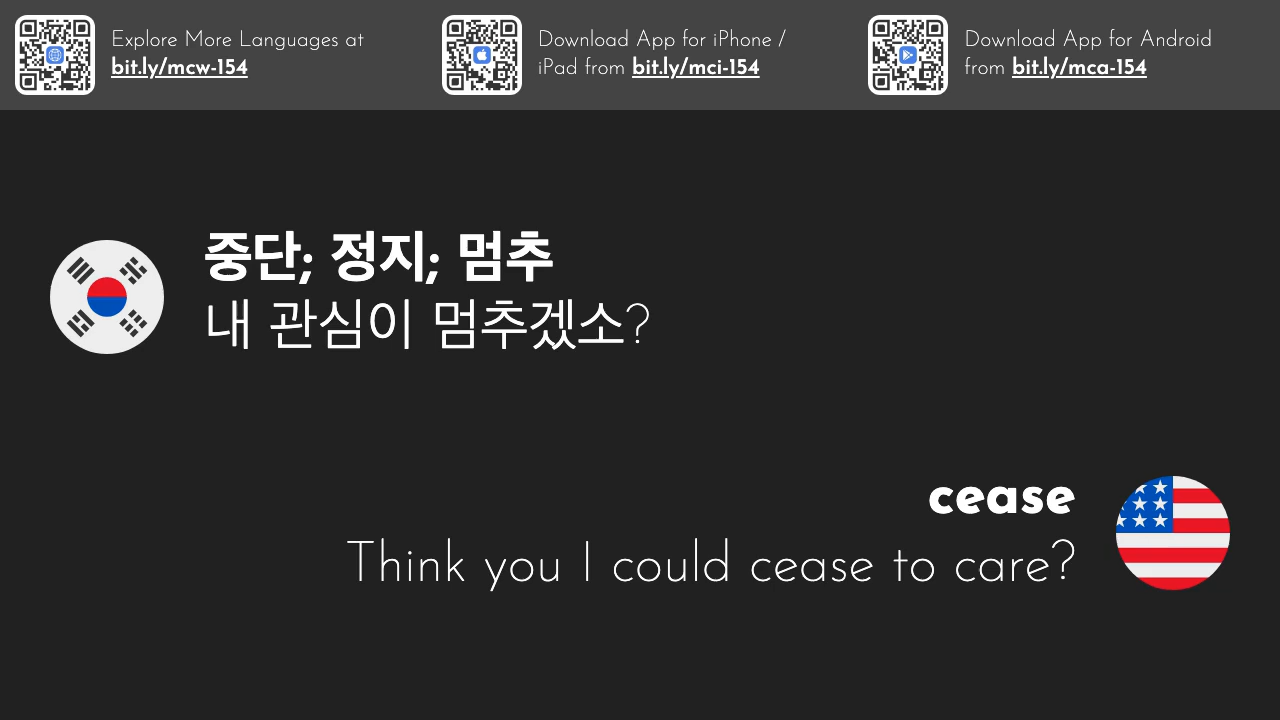 Explore More Languages at
bit.ly/mcw-154
Download App for iPhone /
iPad from bit.ly/mci-154
Download App for Android
from bit.ly/mca-154
중단; 정지; 멈추
내 관심이 멈추겠소?
cease
Think you I could cease to care?